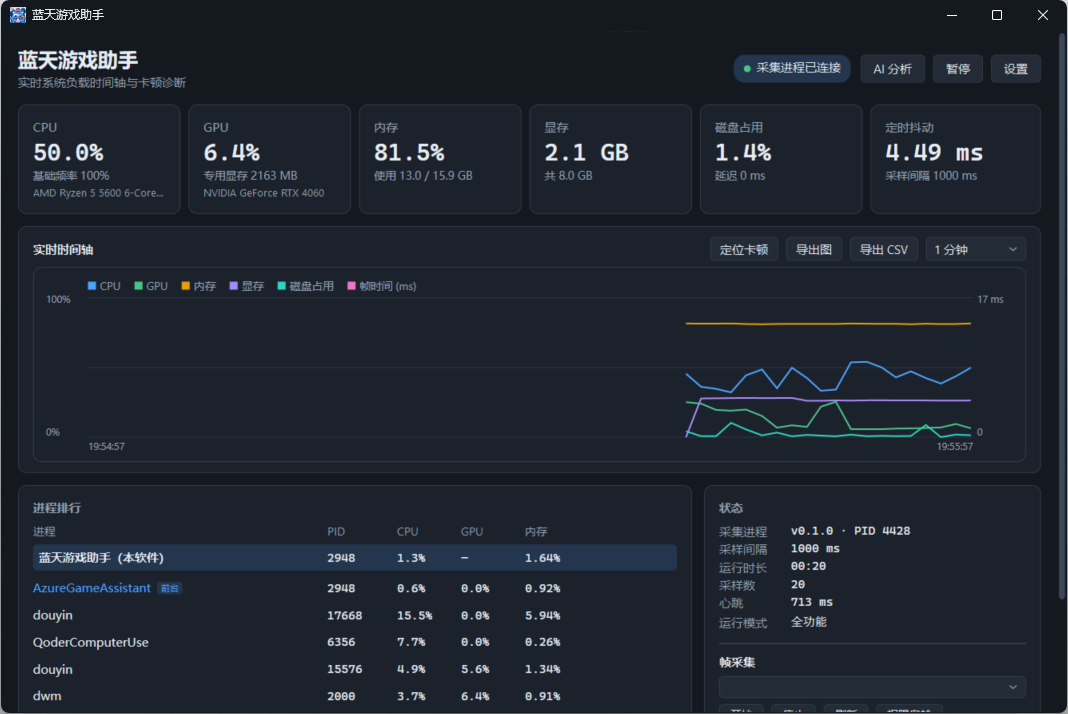 蓝天游戏助手
蓝天游戏助手
实时系统负载时间轴与卡顿诊断
采集进程已连接 AI 分析 暂停 设置
CPU
50.0%
基础频率 100%
AMD Ryzen 5 5600 6-Core...
GPU
6.4%
专用显存 2163 MB
NVIDIA GeForce RTX 4060
内存
81.5%
使用 13.0 / 15.9 GB
显存
2.1 GB
共 8.0 GB
磁盘占用
1.4%
延迟 0 ms
定时抖动
4.49 ms
采样间隔 1000 ms
实时时间轴 定位卡顿 导出图 导出 CSV 1 分钟
CPU GPU 内存 显存 磁盘占用 帧时间 (ms)
100% 17 ms
0% 0
19:54:57 19:55:57
进程排行
进程 PID CPU GPU 内存
蓝天游戏助手（本软件） 2948 1.3% — 1.64%
AzureGameAssistant 前台 2948 0.6% 0.0% 0.92%
douyin 17668 15.5% 0.0% 5.94%
QoderComputerUse 6356 7.7% 0.0% 0.26%
douyin 15576 4.9% 5.6% 1.34%
dwm 2000 3.7% 6.4% 0.91%
状态
采集进程 v0.1.0 · PID 4428
采样间隔 1000 ms
运行时长 00:20
采样数 20
心跳 713 ms
运行模式 全功能
帧采集